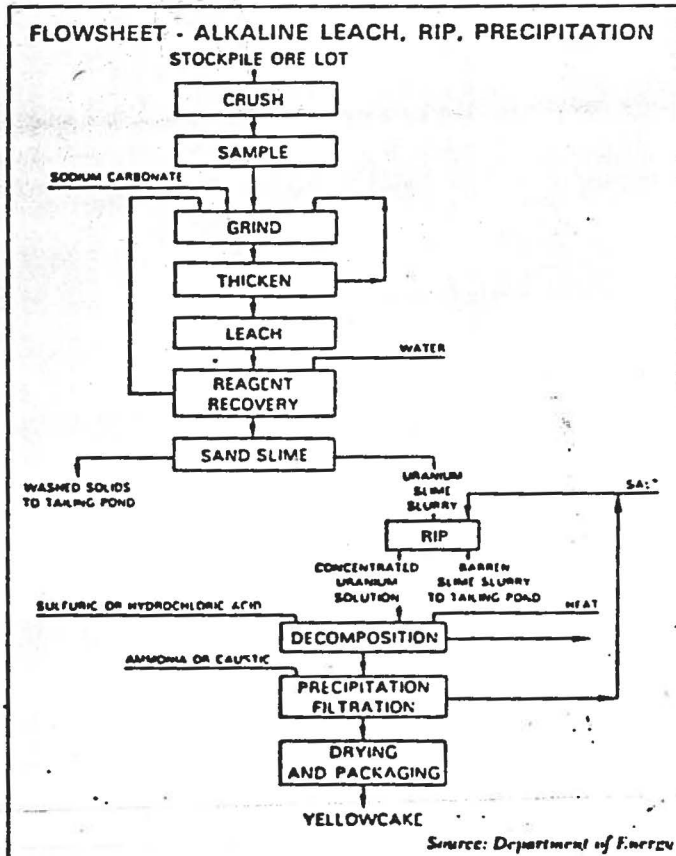 FLOWSHEET - ALKALINE LEACH, RIP, PRECIPITATION
STOCKPILE ORE LOT
CRUSH
SAMPLE
SODIUM CARBONATE
GRIND
THICKEN
LEACH
WATER
REAGENT
RECOVERY
SAND SLIME
WASHED SOLIDS
TO TAILING POND
URANIUM
SLIME
SLURRY
SALT
RIP
CONCENTRATED
URANIUM
SOLUTION
BARREN
SLIME SLURRY
TO TAILING POND
SULFURIC OR HYDROCHLORIC ACID
HEAT
DECOMPOSITION
AMMONIA OR CAUSTIC
PRECIPITATION
FILTRATION
DRYING
AND PACKAGING
YELLOWCAKE
Source: Department of Energy